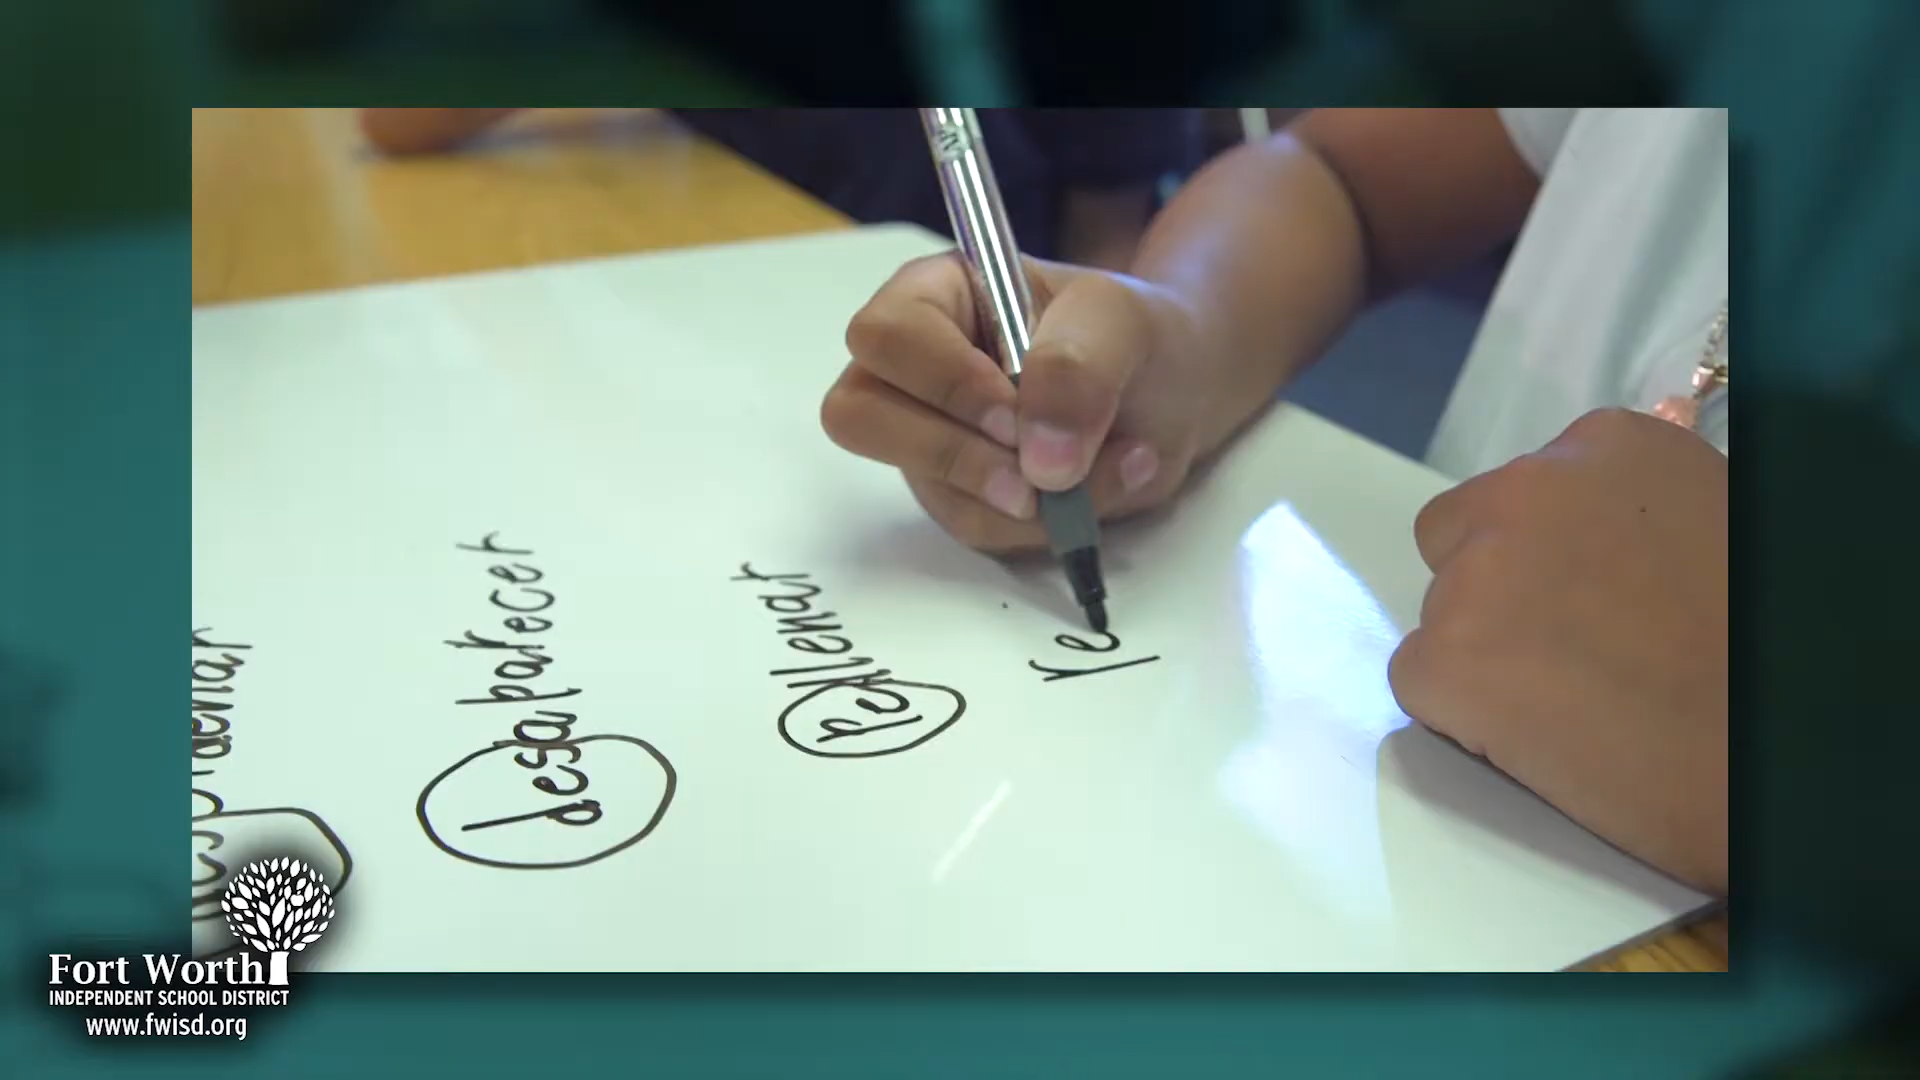 desaparecer
rellenar
re
Fort Worth
INDEPENDENT SCHOOL DISTRICT
www.fwisd.org